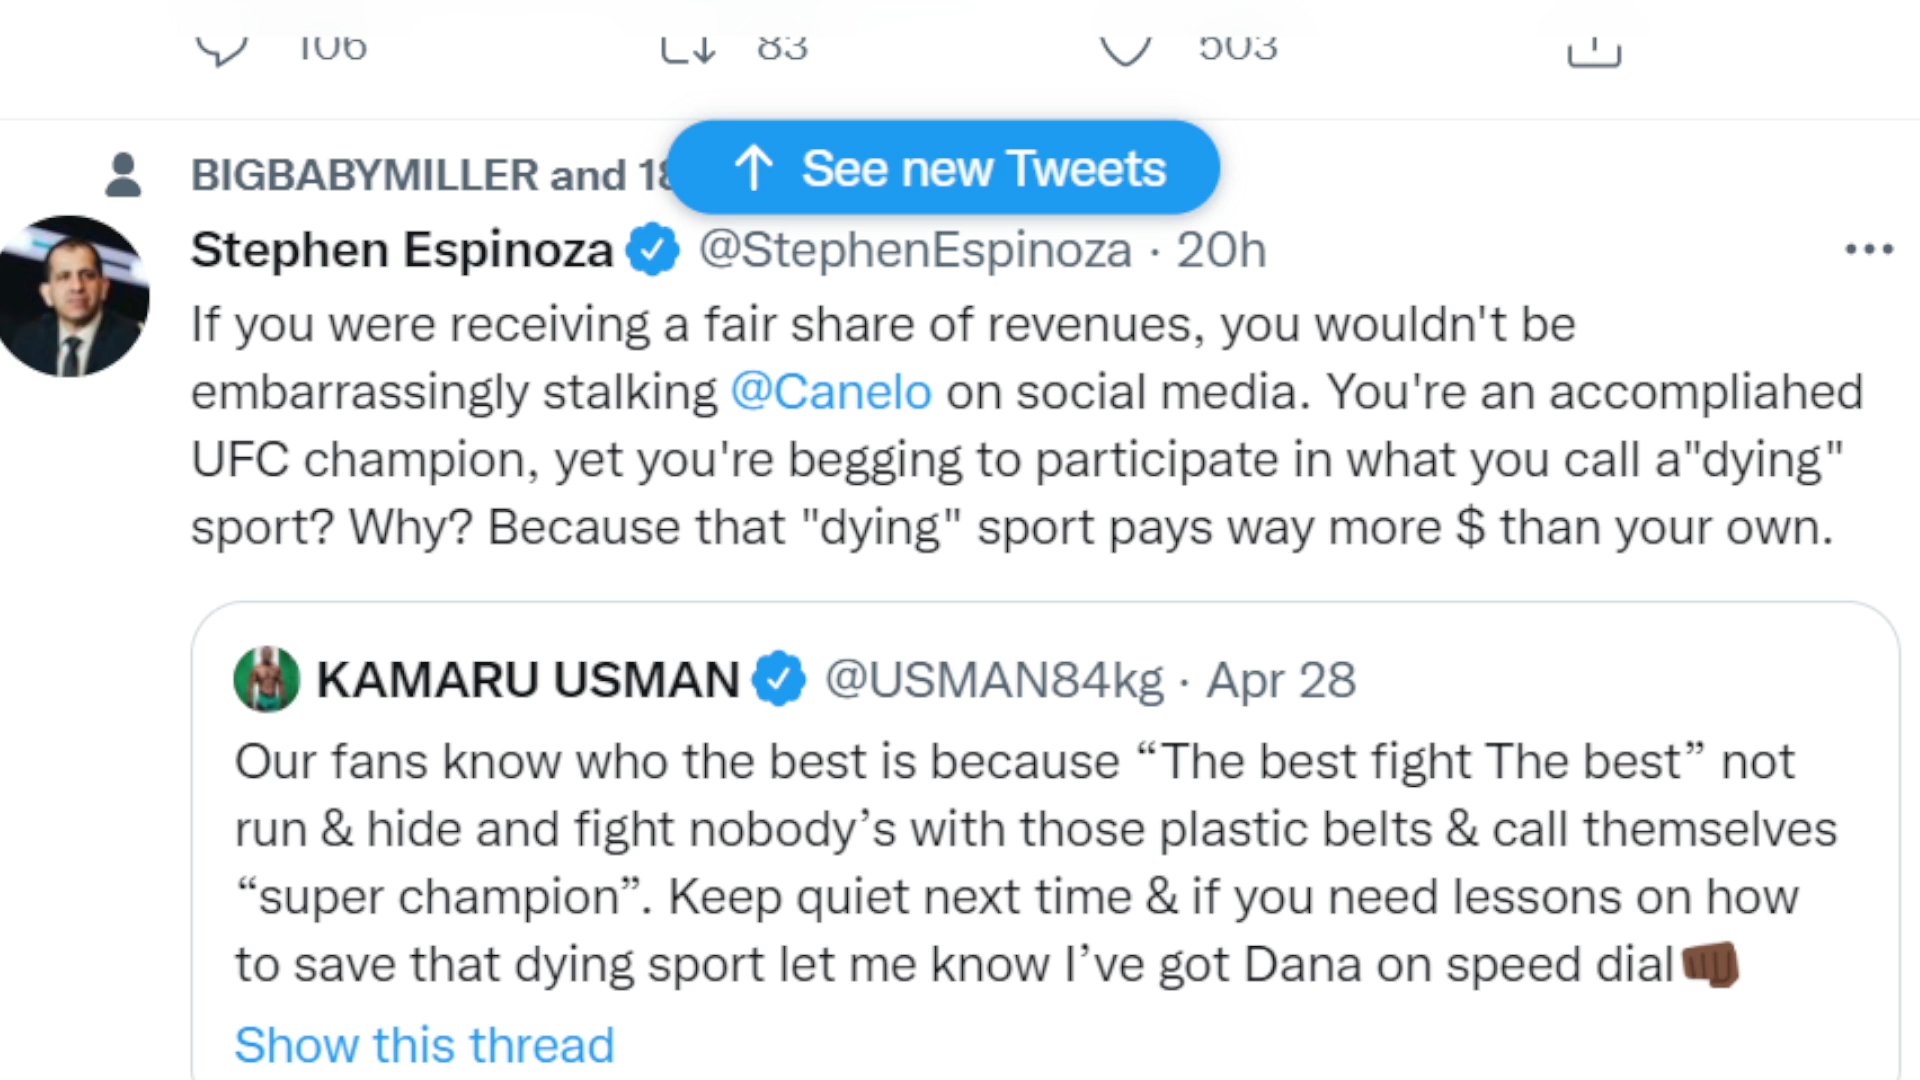 106 83 503
BIGBABYMILLER and
See new Tweets
Stephen Espinoza @StephenEspinoza · 20h
If you were receiving a fair share of revenues, you wouldn't be
embarrassingly stalking @Canelo on social media. You're an accompliahed
UFC champion, yet you're begging to participate in what you call a"dying"
sport? Why? Because that "dying" sport pays way more $ than your own.
KAMARU USMAN @USMAN84kg · Apr 28
Our fans know who the best is because “The best fight The best” not
run & hide and fight nobody’s with those plastic belts & call themselves
“super champion”. Keep quiet next time & if you need lessons on how
to save that dying sport let me know I’ve got Dana on speed dial👊🏿
Show this thread